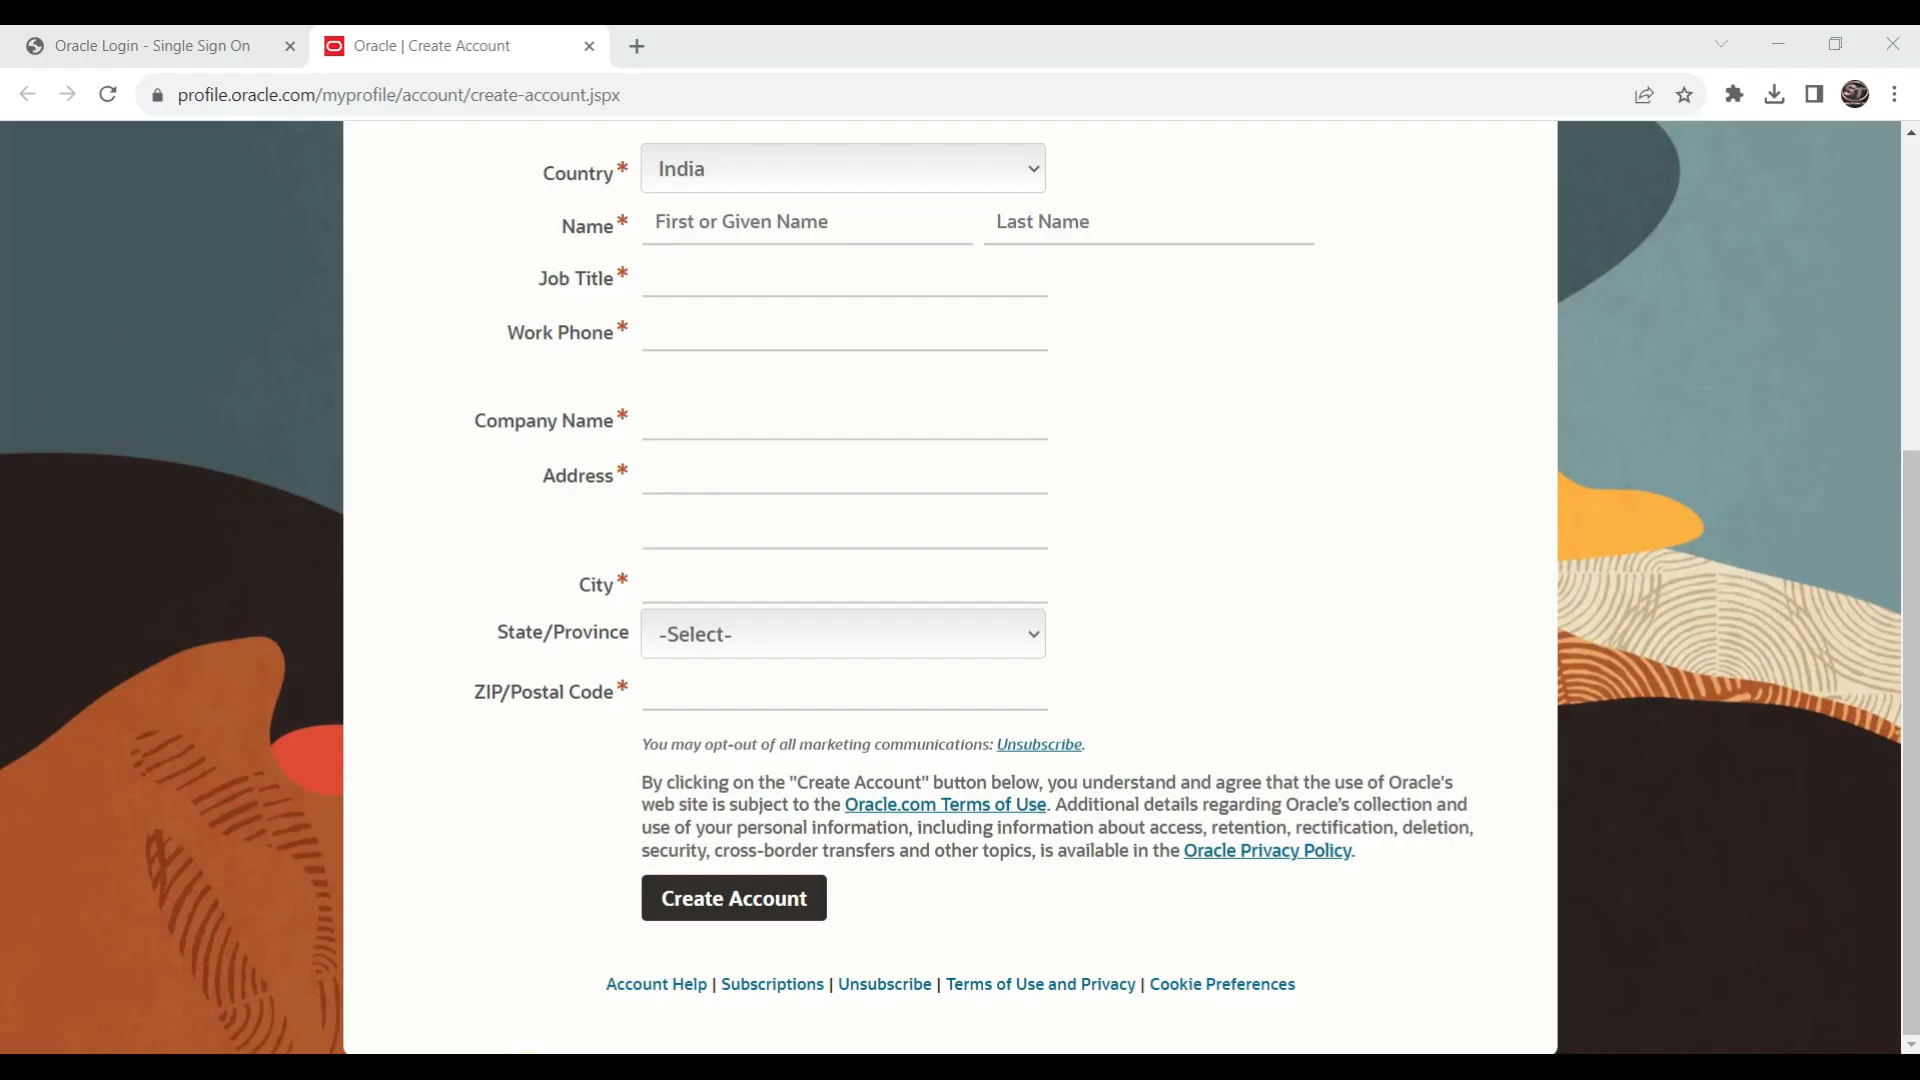 Oracle Login - Single Sign On
Oracle | Create Account
profile.oracle.com/myprofile/account/create-account.jspx
Country*
India
Name*
First or Given Name
Last Name
Job Title*
Work Phone*
Company Name*
Address*
City*
State/Province
-Select-
ZIP/Postal Code*
You may opt-out of all marketing communications: Unsubscribe.
By clicking on the "Create Account" button below, you understand and agree that the use of Oracle's
web site is subject to the Oracle.com Terms of Use. Additional details regarding Oracle's collection and
use of your personal information, including information about access, retention, rectification, deletion,
security, cross-border transfers and other topics, is available in the Oracle Privacy Policy.
Create Account
Account Help | Subscriptions | Unsubscribe | Terms of Use and Privacy | Cookie Preferences